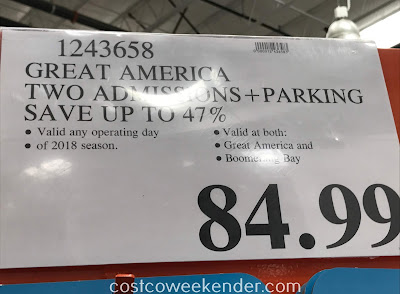 1243658
GREAT AMERICA
TWO ADMISSIONS+PARKING
SAVE UP TO 47%
• Valid any operating day
• of 2018 season.
• Valid at both:
• Great America and
• Boomerang Bay
84.99
costcoweekender.com